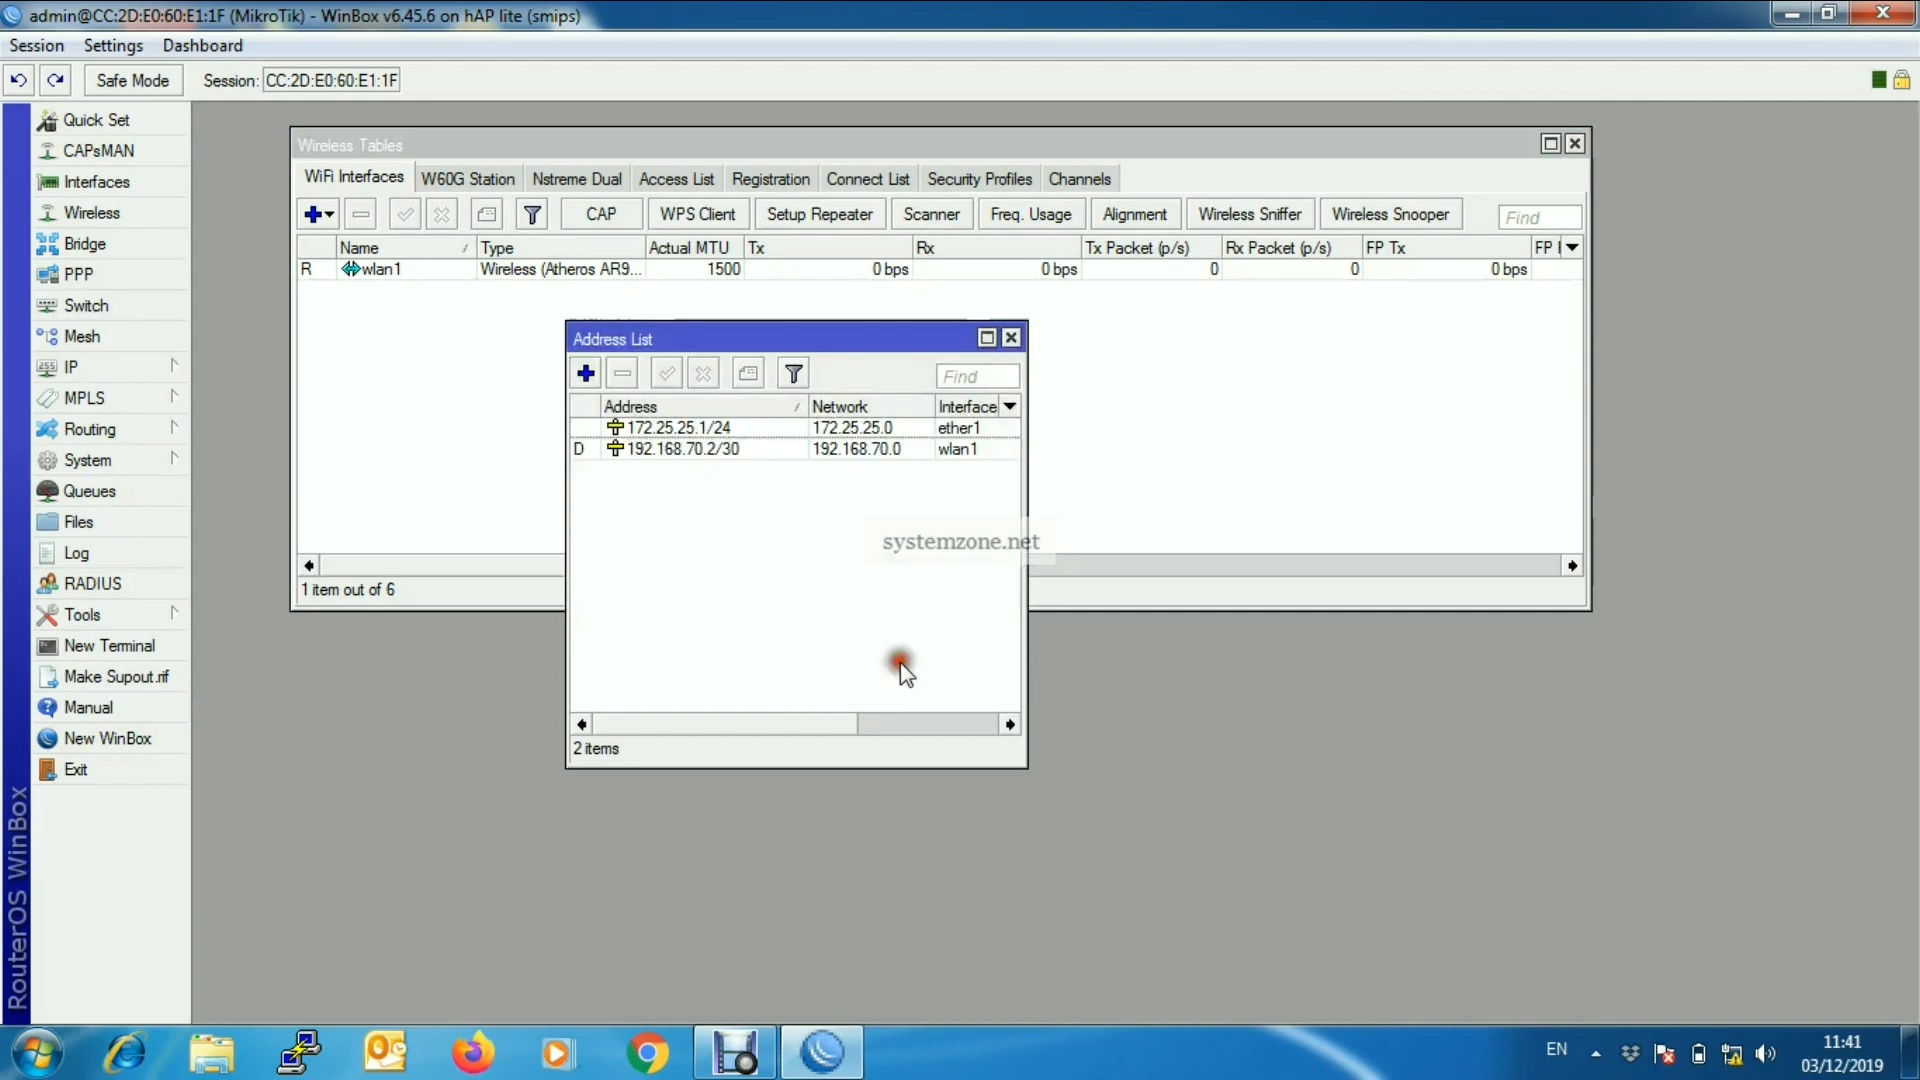 admin@CC:2D:E0:60:E1:1F (MikroTik) - WinBox v6.45.6 on hAP lite (smips)
Session Settings Dashboard
Safe Mode Session: CC:2D:E0:60:E1:1F
Quick Set
CAPsMAN
Interfaces
Wireless
Bridge
PPP
Switch
Mesh
IP
MPLS
Routing
System
Queues
Files
Log
RADIUS
Tools
New Terminal
Make Supout.rif
Manual
New WinBox
Exit
RouterOS WinBox
Wireless Tables
WiFi Interfaces W60G Station Nstreme Dual Access List Registration Connect List Security Profiles Channels
CAP WPS Client Setup Repeater Scanner Freq. Usage Alignment Wireless Sniffer Wireless Snooper Find
Name Type Actual MTU Tx Rx Tx Packet (p/s) Rx Packet (p/s) FP Tx FP
R wlan1 Wireless (Atheros AR9... 1500 0 bps 0 bps 0 0 0 bps
1 item out of 6
Address List
Find
Address Network Interface
172.25.25.1/24 172.25.25.0 ether1
D 192.168.70.2/30 192.168.70.0 wlan1
2 items
systemzone.net
EN
11:41
03/12/2019